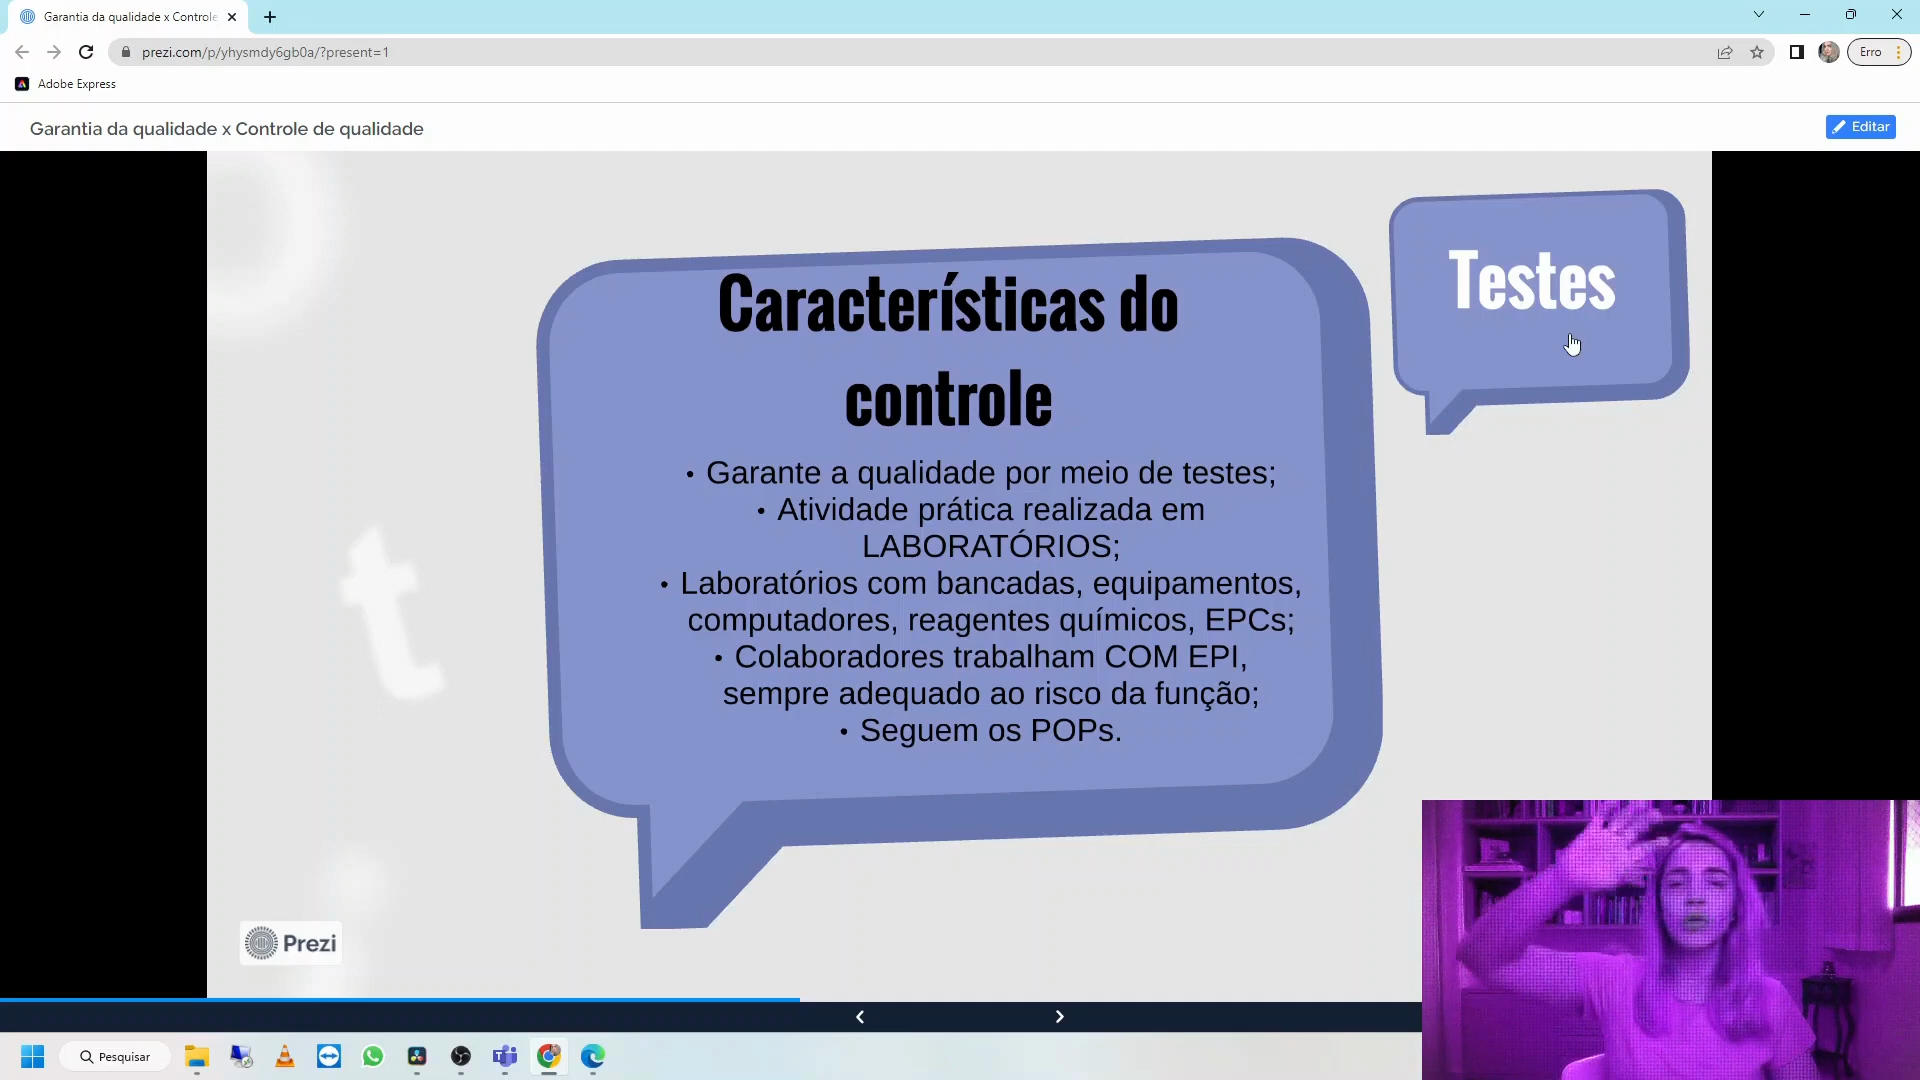 Garantia da qualidade x Controle
prezi.com/p/yhysmdy6gb0a/?present=1
Erro
Adobe Express
Garantia da qualidade x Controle de qualidade
Editar
Testes
Características do
controle
• Garante a qualidade por meio de testes;
• Atividade prática realizada em
LABORATÓRIOS;
• Laboratórios com bancadas, equipamentos,
computadores, reagentes químicos, EPCs;
• Colaboradores trabalham COM EPI,
sempre adequado ao risco da função;
• Seguem os POPs.
t
Prezi
Pesquisar